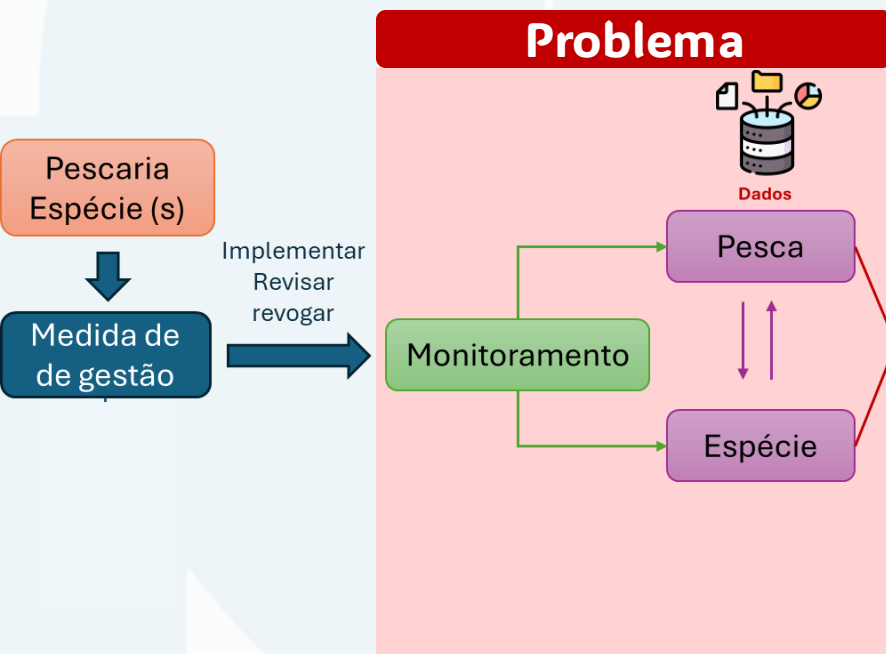 Problema
Pescaria
Espécie (s)
Implementar
Revisar
revogar
Medida de
de gestão
Monitoramento
Dados
Pesca
Espécie